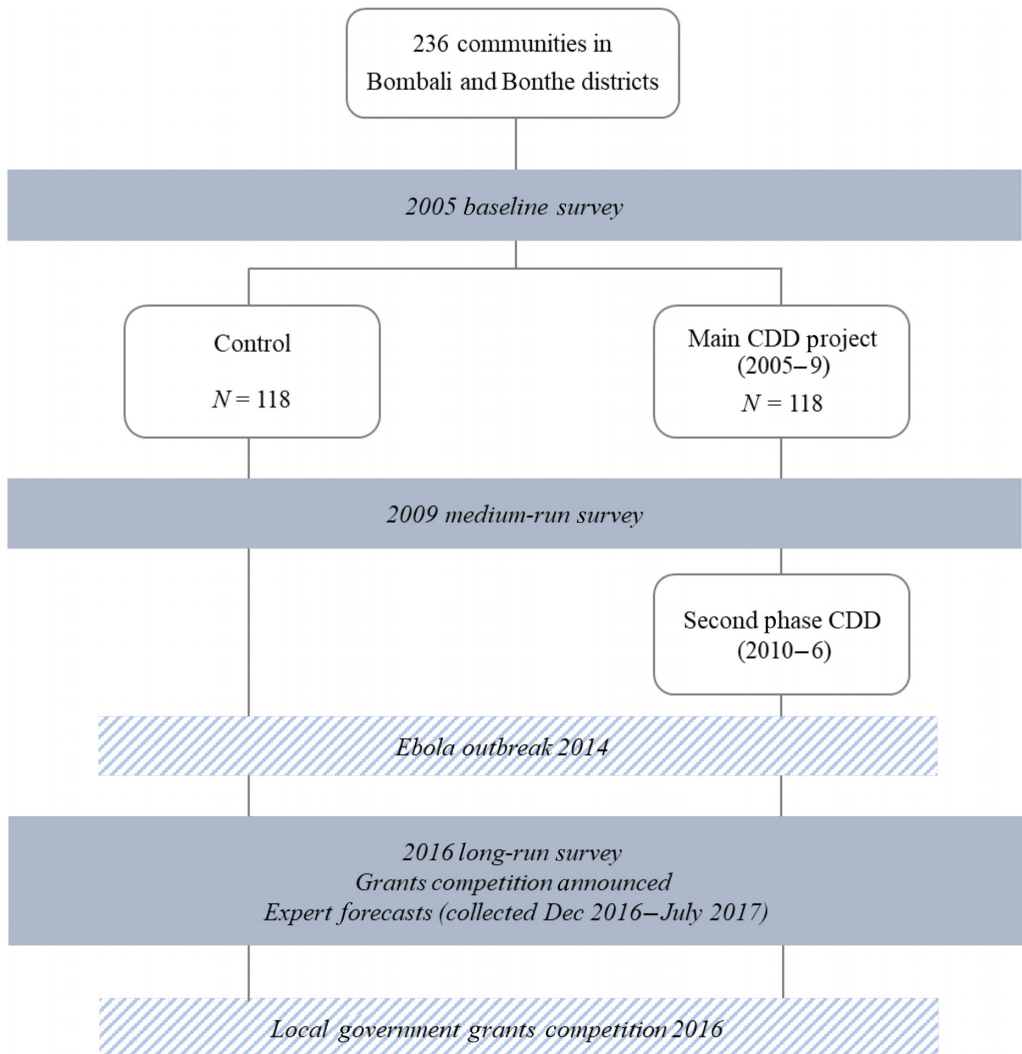 236 communities in
Bombali and Bonthe districts
2005 baseline survey
Control
N = 118
Main CDD project
(2005–9)
N = 118
2009 medium-run survey
Second phase CDD
(2010–6)
Ebola outbreak 2014
2016 long-run survey
Grants competition announced
Expert forecasts (collected Dec 2016–July 2017)
Local government grants competition 2016